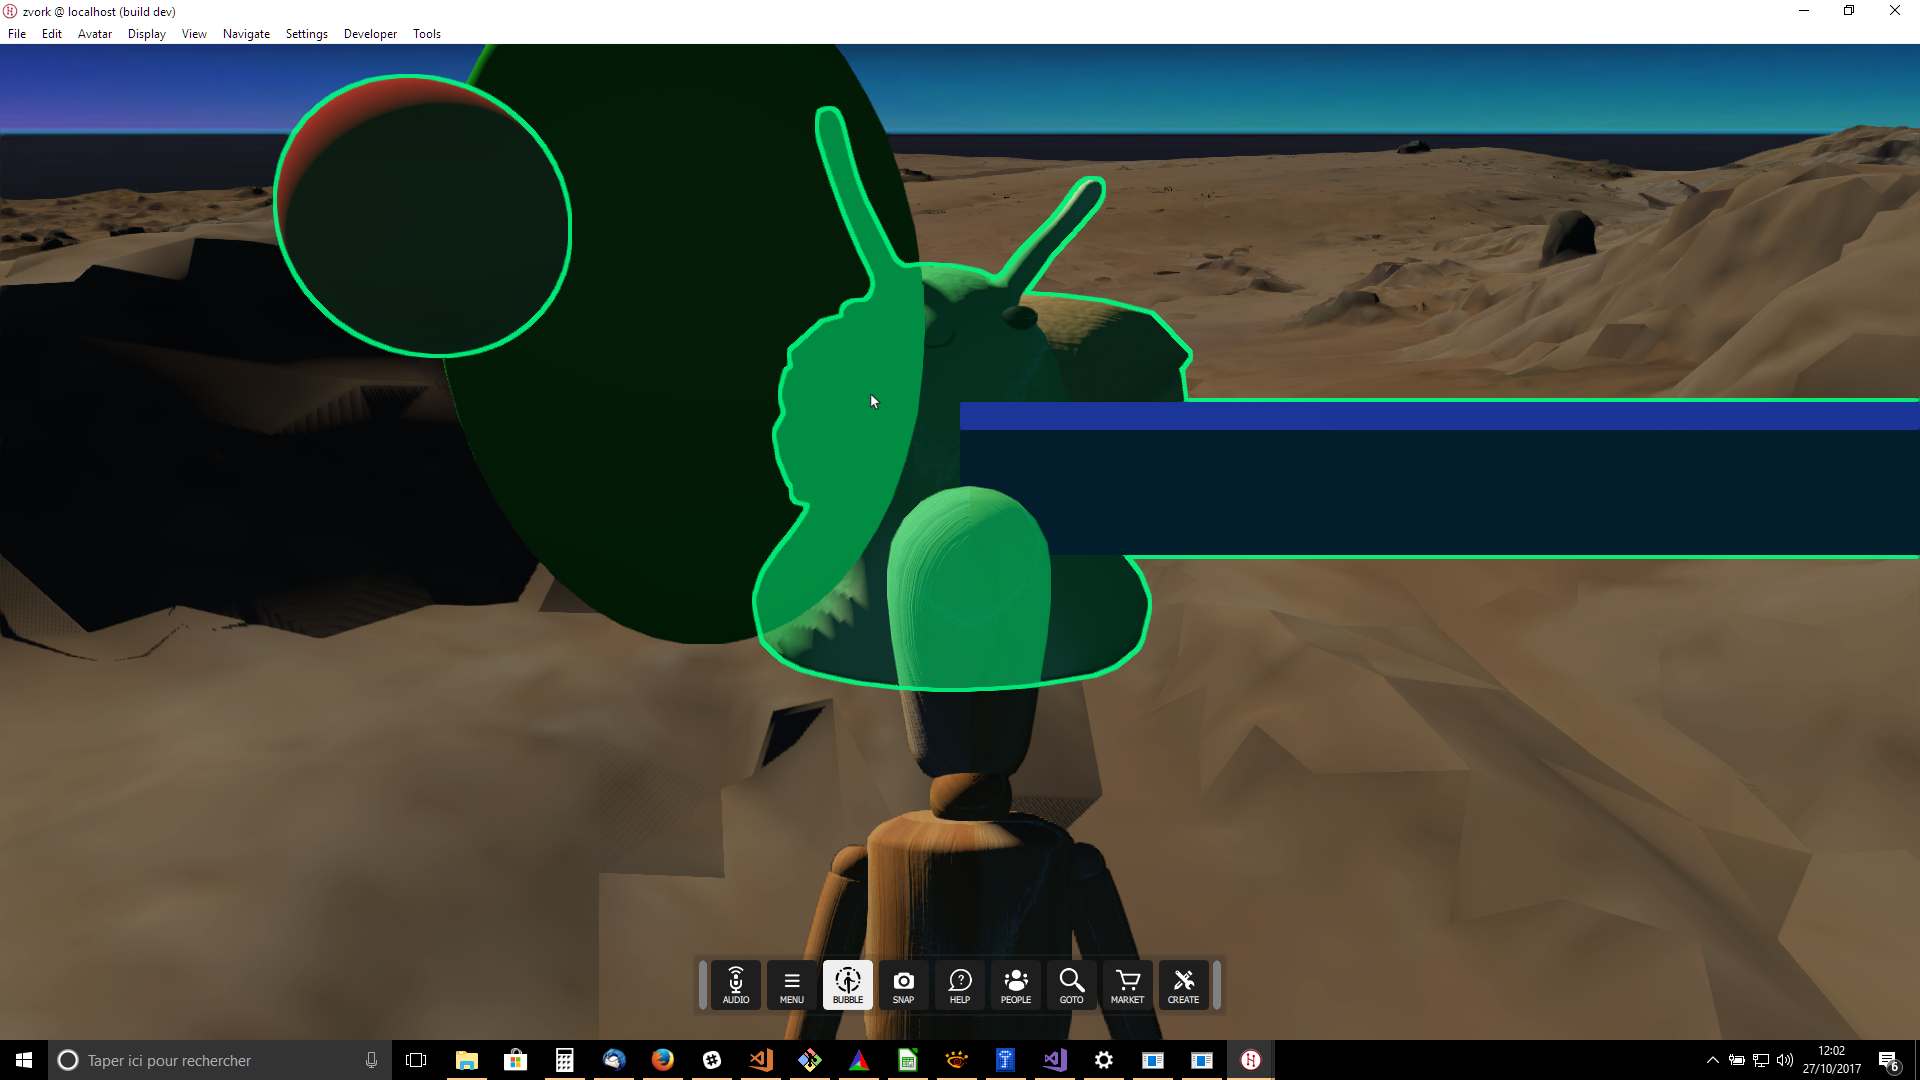 zvork @ localhost (build dev)
File Edit Avatar Display View Navigate Settings Developer Tools
AUDIO MENU BUBBLE SNAP HELP PEOPLE GOTO MARKET CREATE
Taper ici pour rechercher
12:02
27/10/2017
6